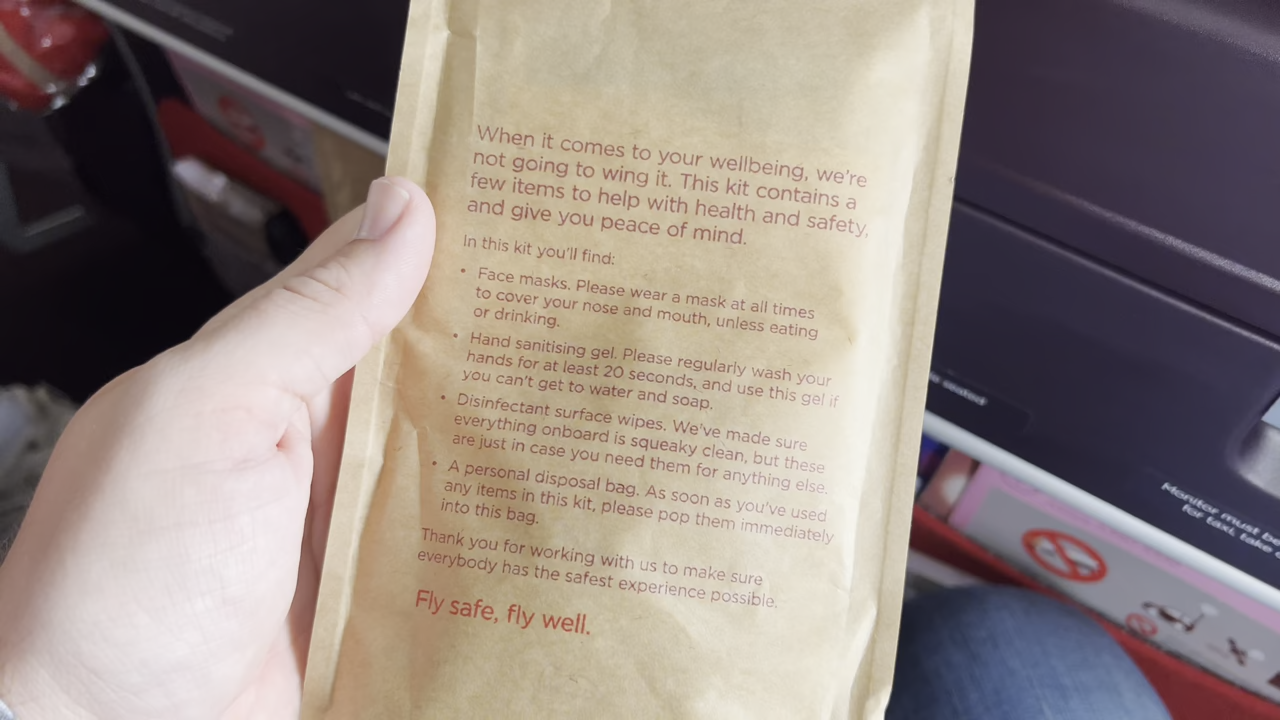 When it comes to your wellbeing, we're
not going to wing it. This kit contains a
few items to help with health and safety,
and give you peace of mind.
In this kit you'll find:
• Face masks. Please wear a mask at all times
to cover your nose and mouth, unless eating
or drinking.
• Hand sanitising gel. Please regularly wash your
hands for at least 20 seconds, and use this gel if
you can't get to water and soap.
• Disinfectant surface wipes. We've made sure
everything onboard is squeaky clean, but these
are just in case you need them for anything else.
• A personal disposal bag. As soon as you've used
any items in this kit, please pop them immediately
into this bag.
Thank you for working with us to make sure
everybody has the safest experience possible.
Fly safe, fly well.
seated
Monitor must be
for taxi, take